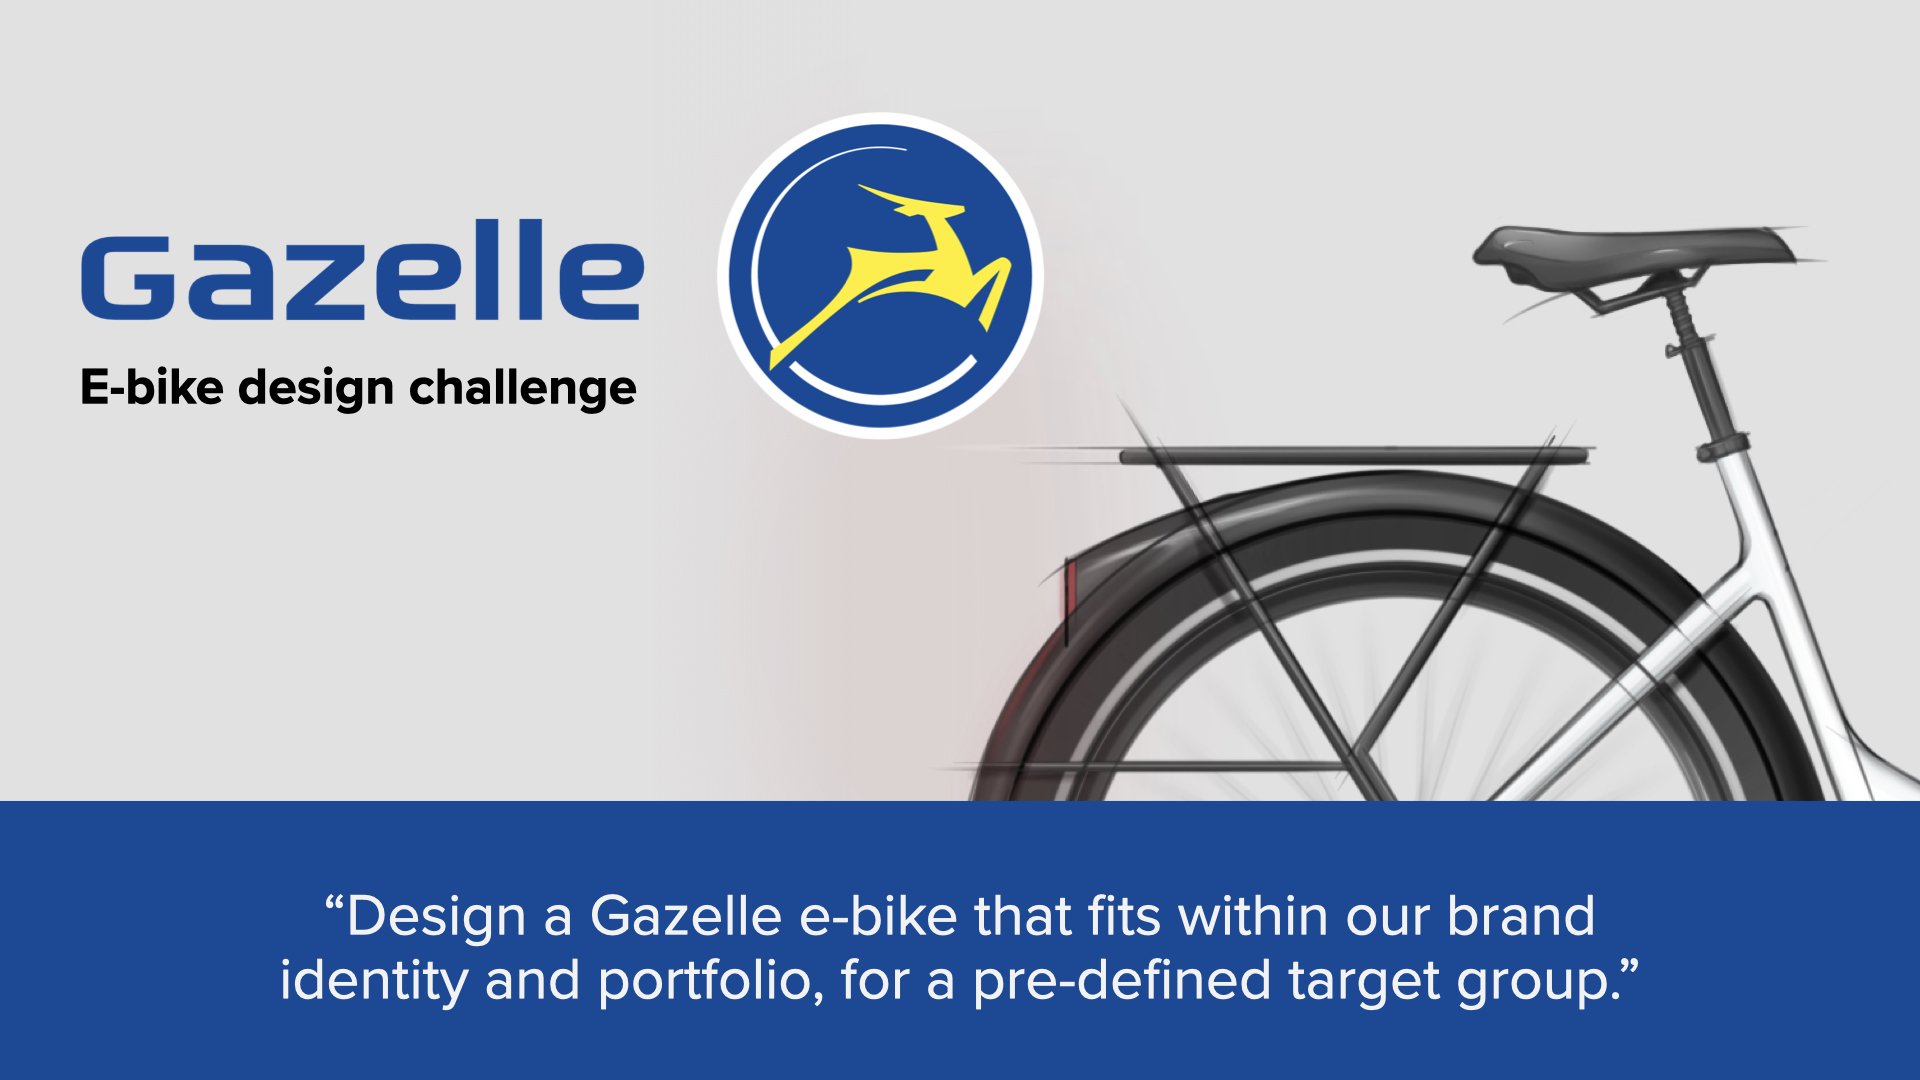 Gazelle
E-bike design challenge
“Design a Gazelle e-bike that fits within our brand
identity and portfolio, for a pre-defined target group.”